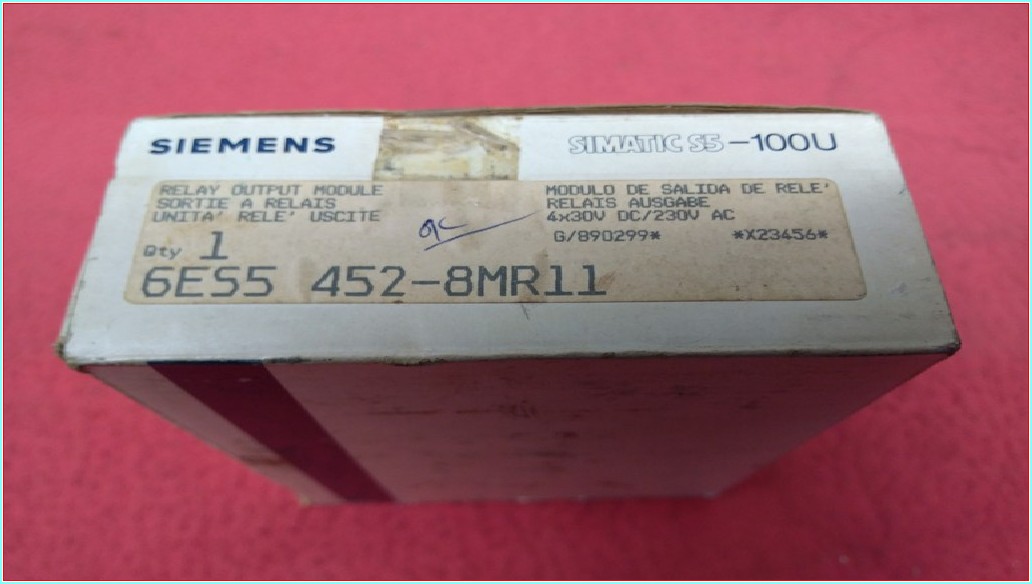 SIEMENS
SIMATIC S5-100U
RELAY OUTPUT MODULE
SORTIE A RELAIS
UNITA' RELE' USCITE
MODULO DE SALIDA DE RELE'
RELAIS AUSGABE
4x30V DC/230V AC
G/890299* *X23456*
Qty 1
6ES5 452-8MR11